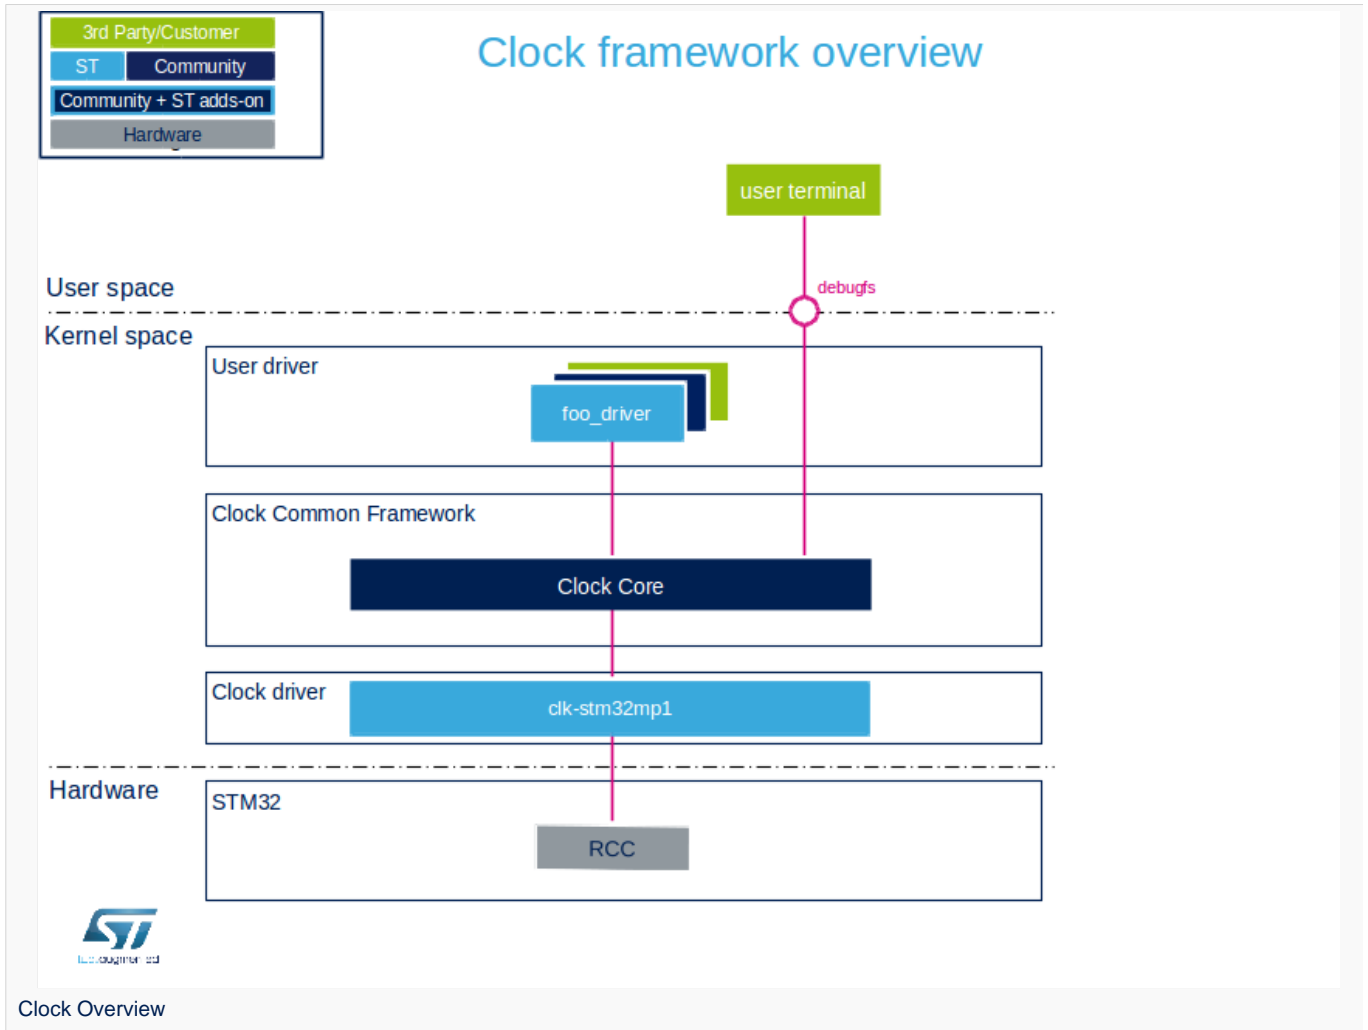 3rd Party/Customer
ST
Community
Community + ST adds-on
Hardware
Clock framework overview
user terminal
User space
debugfs
Kernel space
User driver
foo_driver
Clock Common Framework
Clock Core
Clock driver
clk-stm32mp1
Hardware
STM32
RCC
ST
Clock Overview